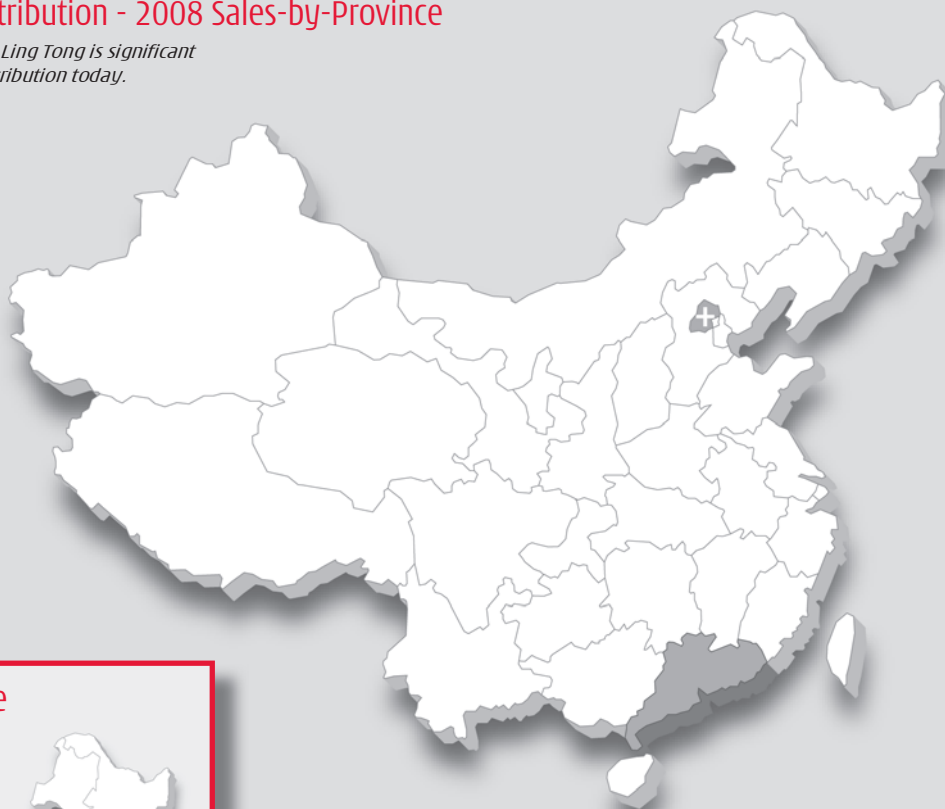 tribution - 2008 Sales-by-Province
Ling Tong is significant
ribution today.
e